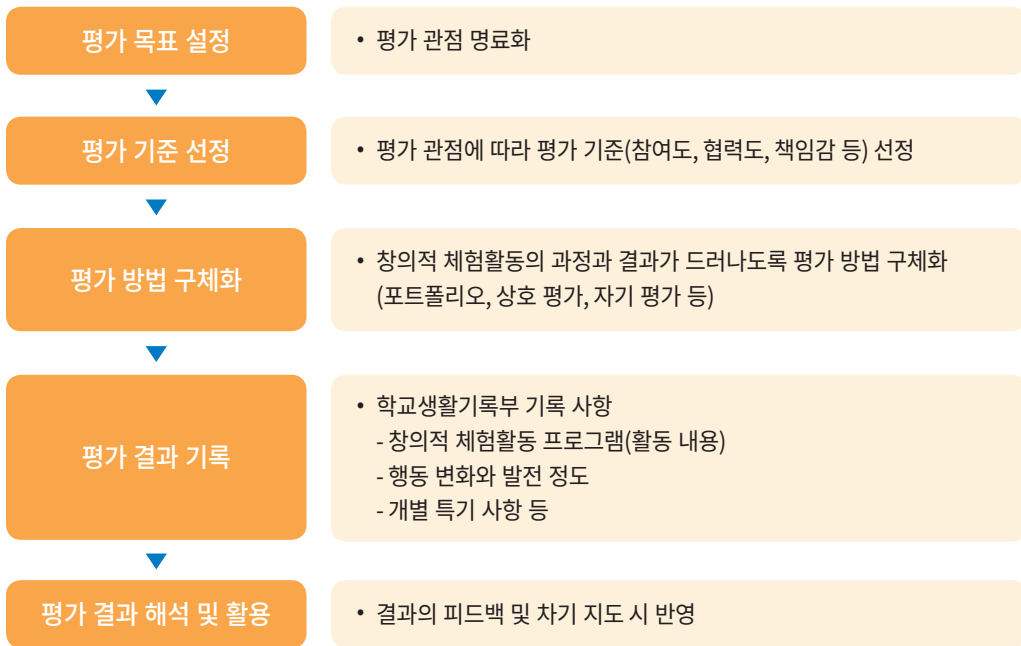 평가 목표 설정
• 평가 관점 명료화
평가 기준 선정
• 평가 관점에 따라 평가 기준(참여도, 협력도, 책임감 등) 선정
평가 방법 구체화
• 창의적 체험활동의 과정과 결과가 드러나도록 평가 방법 구체화
(포트폴리오, 상호 평가, 자기 평가 등)
평가 결과 기록
• 학교생활기록부 기록 사항
- 창의적 체험활동 프로그램(활동 내용)
- 행동 변화와 발전 정도
- 개별 특기 사항 등
평가 결과 해석 및 활용
• 결과의 피드백 및 차기 지도 시 반영